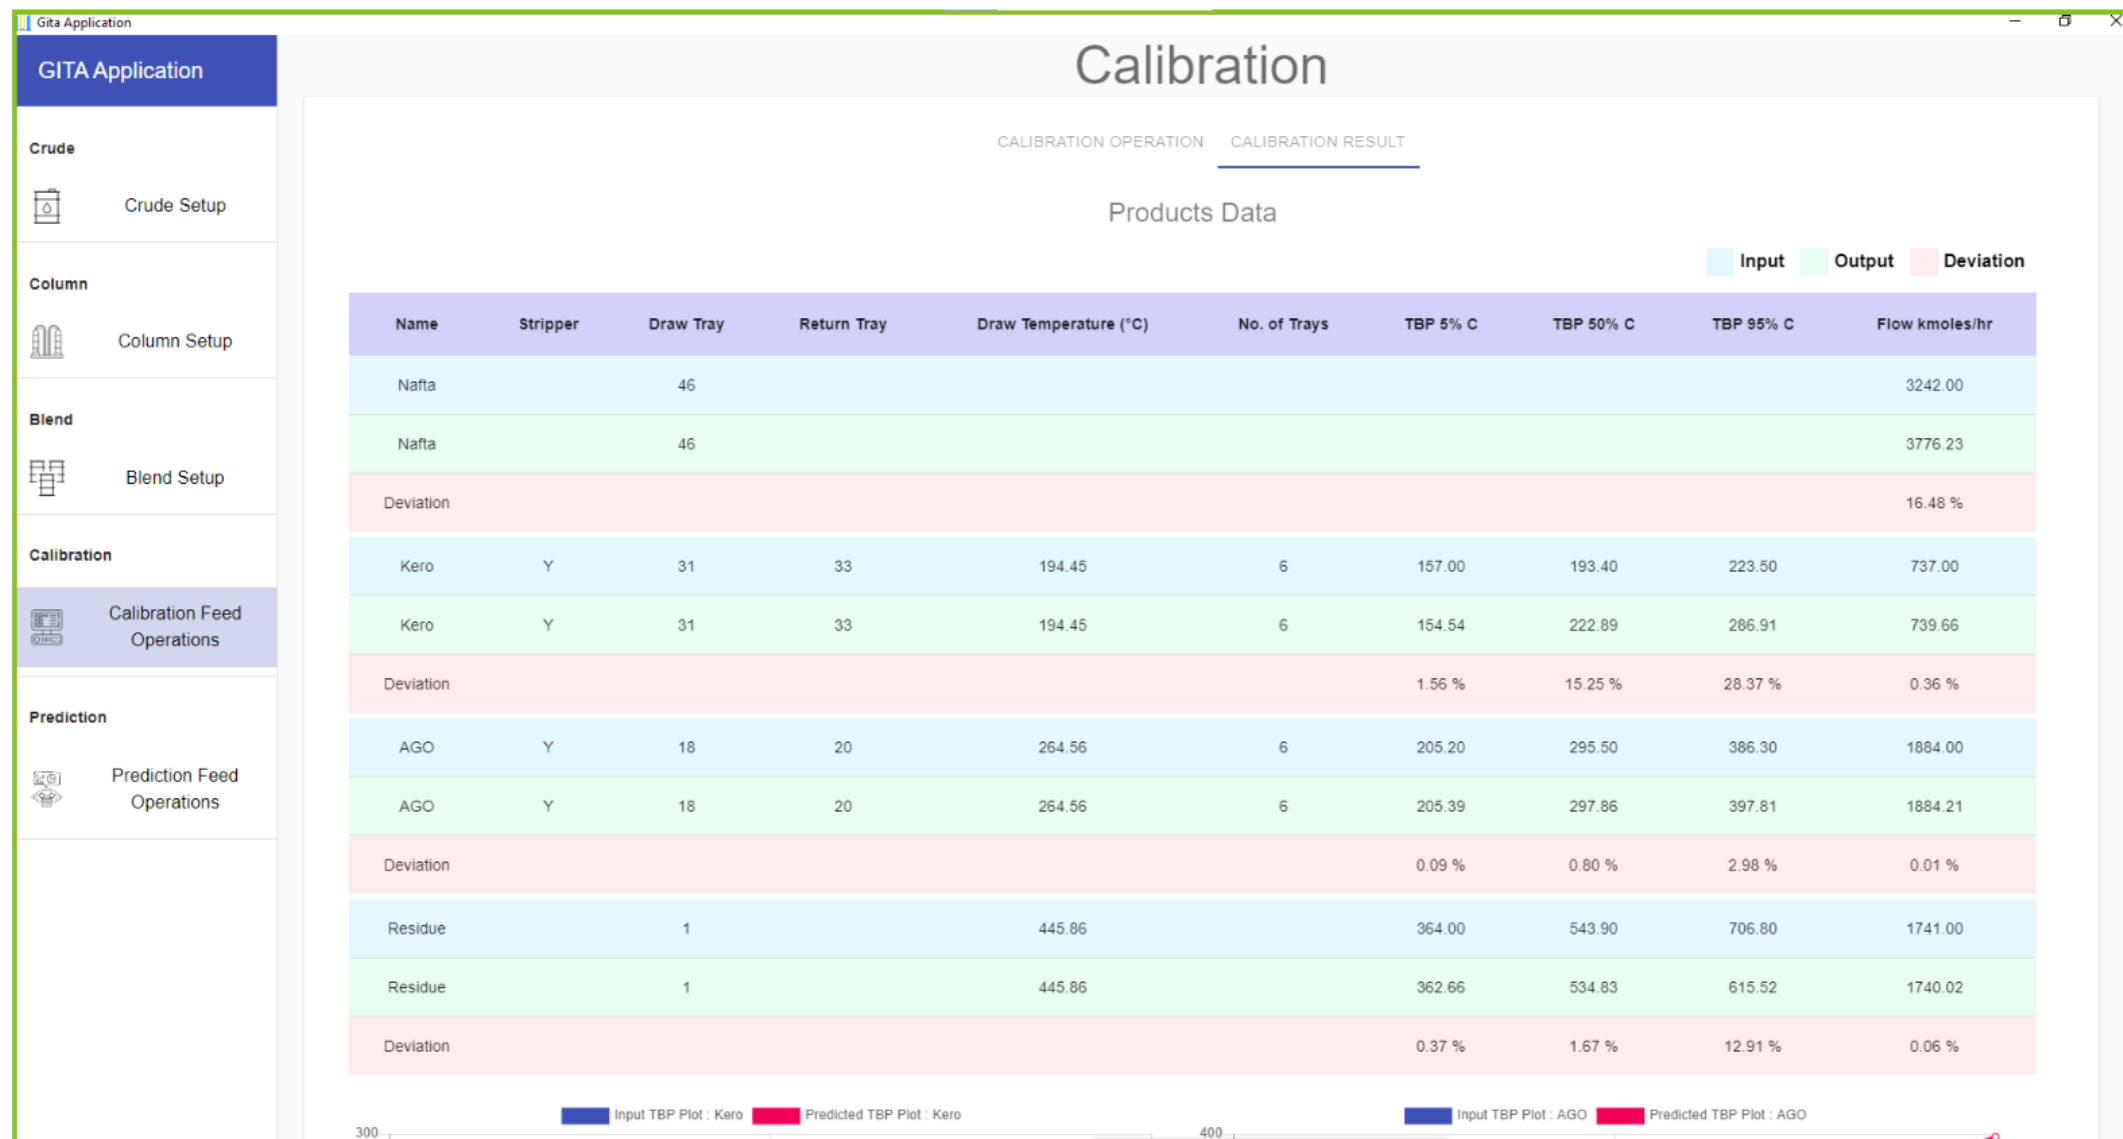 Gita Application
GITA Application
Crude
Crude Setup
Column
Column Setup
Blend
Blend Setup
Calibration
Calibration Feed
Operations
Prediction
Prediction Feed
Operations
Calibration
CALIBRATION OPERATION CALIBRATION RESULT
Products Data
Input Output Deviation
Name Stripper Draw Tray Return Tray Draw Temperature (°C) No. of Trays TBP 5% C TBP 50% C TBP 95% C Flow kmoles/hr
Nafta 46 3242.00
Nafta 46 3776.23
Deviation 16.48 %
Kero Y 31 33 194.45 6 157.00 193.40 223.50 737.00
Kero Y 31 33 194.45 6 154.54 222.89 286.91 739.66
Deviation 1.56 % 15.25 % 28.37 % 0.36 %
AGO Y 18 20 264.56 6 205.20 295.50 386.30 1884.00
AGO Y 18 20 264.56 6 205.39 297.86 397.81 1884.21
Deviation 0.09 % 0.80 % 2.98 % 0.01 %
Residue 1 445.86 364.00 543.90 706.80 1741.00
Residue 1 445.86 362.66 534.83 615.52 1740.02
Deviation 0.37 % 1.67 % 12.91 % 0.06 %
Input TBP Plot : Kero Predicted TBP Plot : Kero
Input TBP Plot : AGO Predicted TBP Plot : AGO
300
400